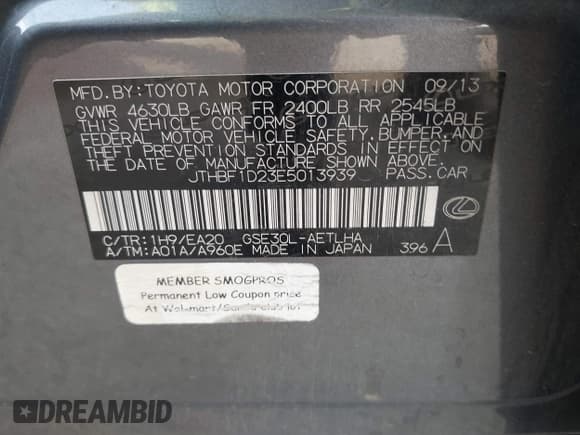 MFD.BY:TOYOTA MOTOR CORPORATION 09/13
GVWR 4630LB GAWR FR 2400LB RR 2545LB
THIS VEHICLE CONFORMS TO ALL APPLICABLE
FEDERAL MOTOR VEHICLE SAFETY, BUMPER, AND
THEFT PREVENTION STANDARDS IN EFFECT ON
THE DATE OF MANUFACTURE SHOWN ABOVE.
JTHBF1D23E5013939 PASS.CAR
C/TR:1H9/EA20 GSE30L-AETLHA
A/TM:A01A/A960E MADE IN JAPAN 396 A
MEMBER SMOGPROS
Permanent Low Coupon price
At Wal-mart/
DREAMBID